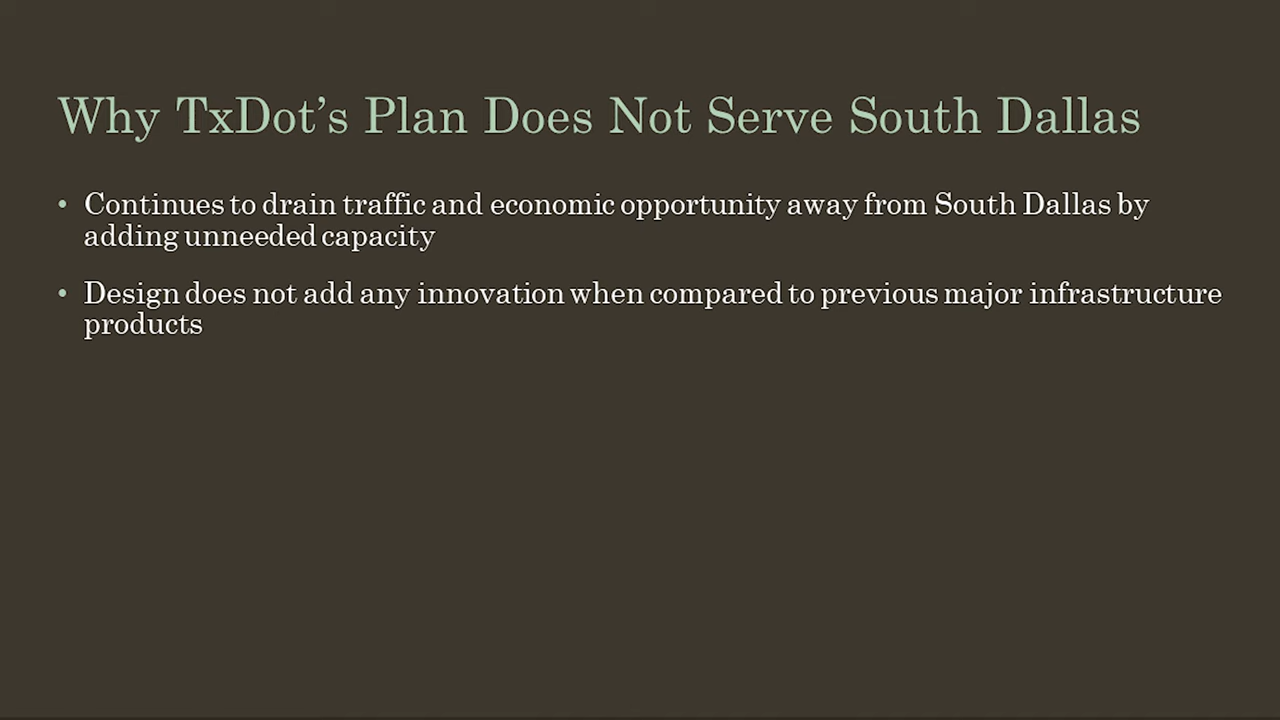 Why TxDot’s Plan Does Not Serve South Dallas
• Continues to drain traffic and economic opportunity away from South Dallas by
adding unneeded capacity
• Design does not add any innovation when compared to previous major infrastructure
products